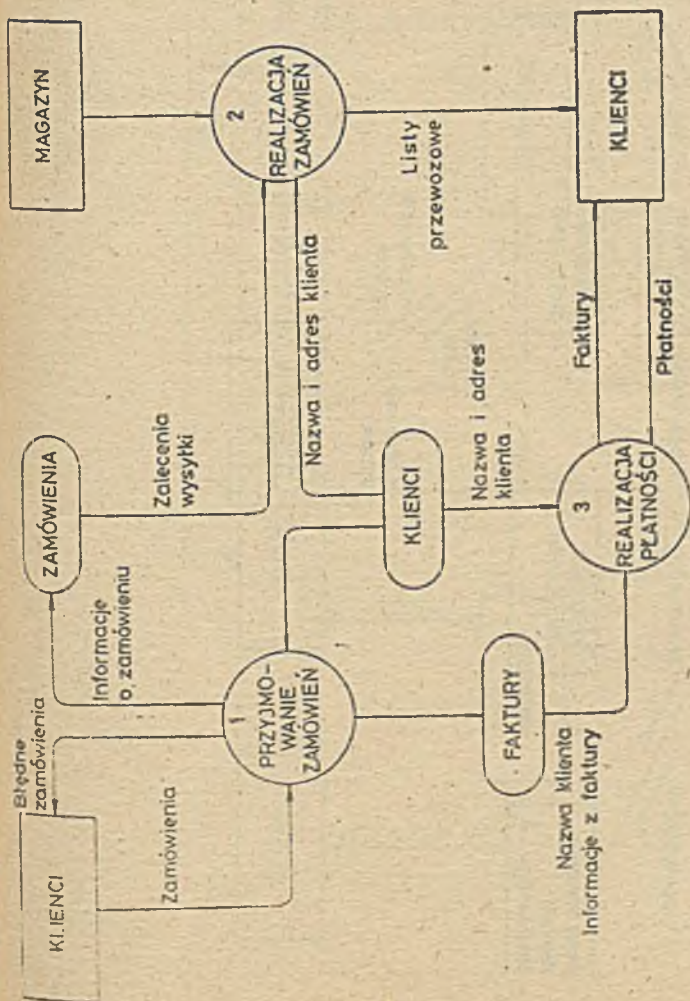 KLIENCI
Błędne
zamówienia
Zamówienia
Informacje
o zamówieniu
ZAMÓWIENIA
1
PRZYJMO-
WANIE
ZAMÓWIEŃ
Zalecenia
wysyłki
MAGAZYN
2
REALIZACJA
ZAMÓWIEŃ
Nazwa i adres klienta
KLIENCI
Nazwa i adres
klienta
Listy
przewozowe
FAKTURY
Nazwa klienta
Informacje z faktury
3
REALIZACJA
PŁATNOŚCI
Faktury
Płatności
KLIENCI